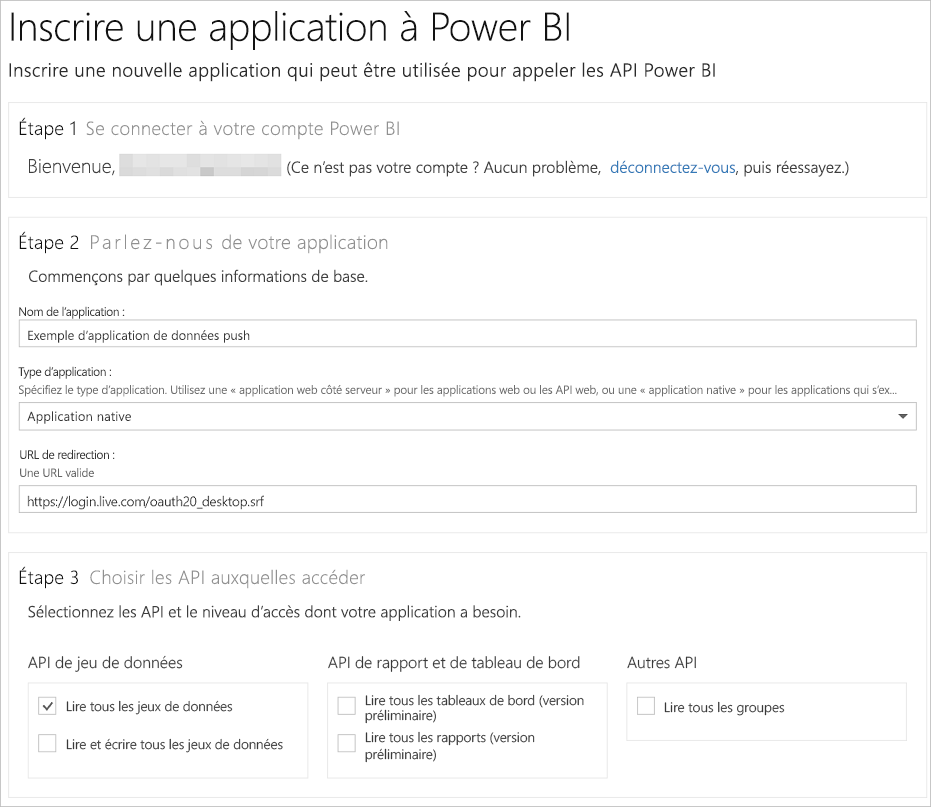 Inscrire une application à Power BI
Inscrire une nouvelle application qui peut être utilisée pour appeler les API Power BI
Étape 1 Se connecter à votre compte Power BI
Bienvenue, (Ce n'est pas votre compte ? Aucun problème, déconnectez-vous, puis réessayez.)
Étape 2 Parlez-nous de votre application
Commençons par quelques informations de base.
Nom de l'application :
Exemple d'application de données push
Type d'application :
Spécifiez le type d'application. Utilisez une « application web côté serveur » pour les applications web ou les API web, ou une « application native » pour les applications qui s'ex...
Application native
URL de redirection :
Une URL valide
https://login.live.com/oauth20_desktop.srf
Étape 3 Choisir les API auxquelles accéder
Sélectionnez les API et le niveau d'accès dont votre application a besoin.
API de jeu de données
Lire tous les jeux de données
Lire et écrire tous les jeux de données
API de rapport et de tableau de bord
Lire tous les tableaux de bord (version
préliminaire)
Lire tous les rapports (version
préliminaire)
Autres API
Lire tous les groupes